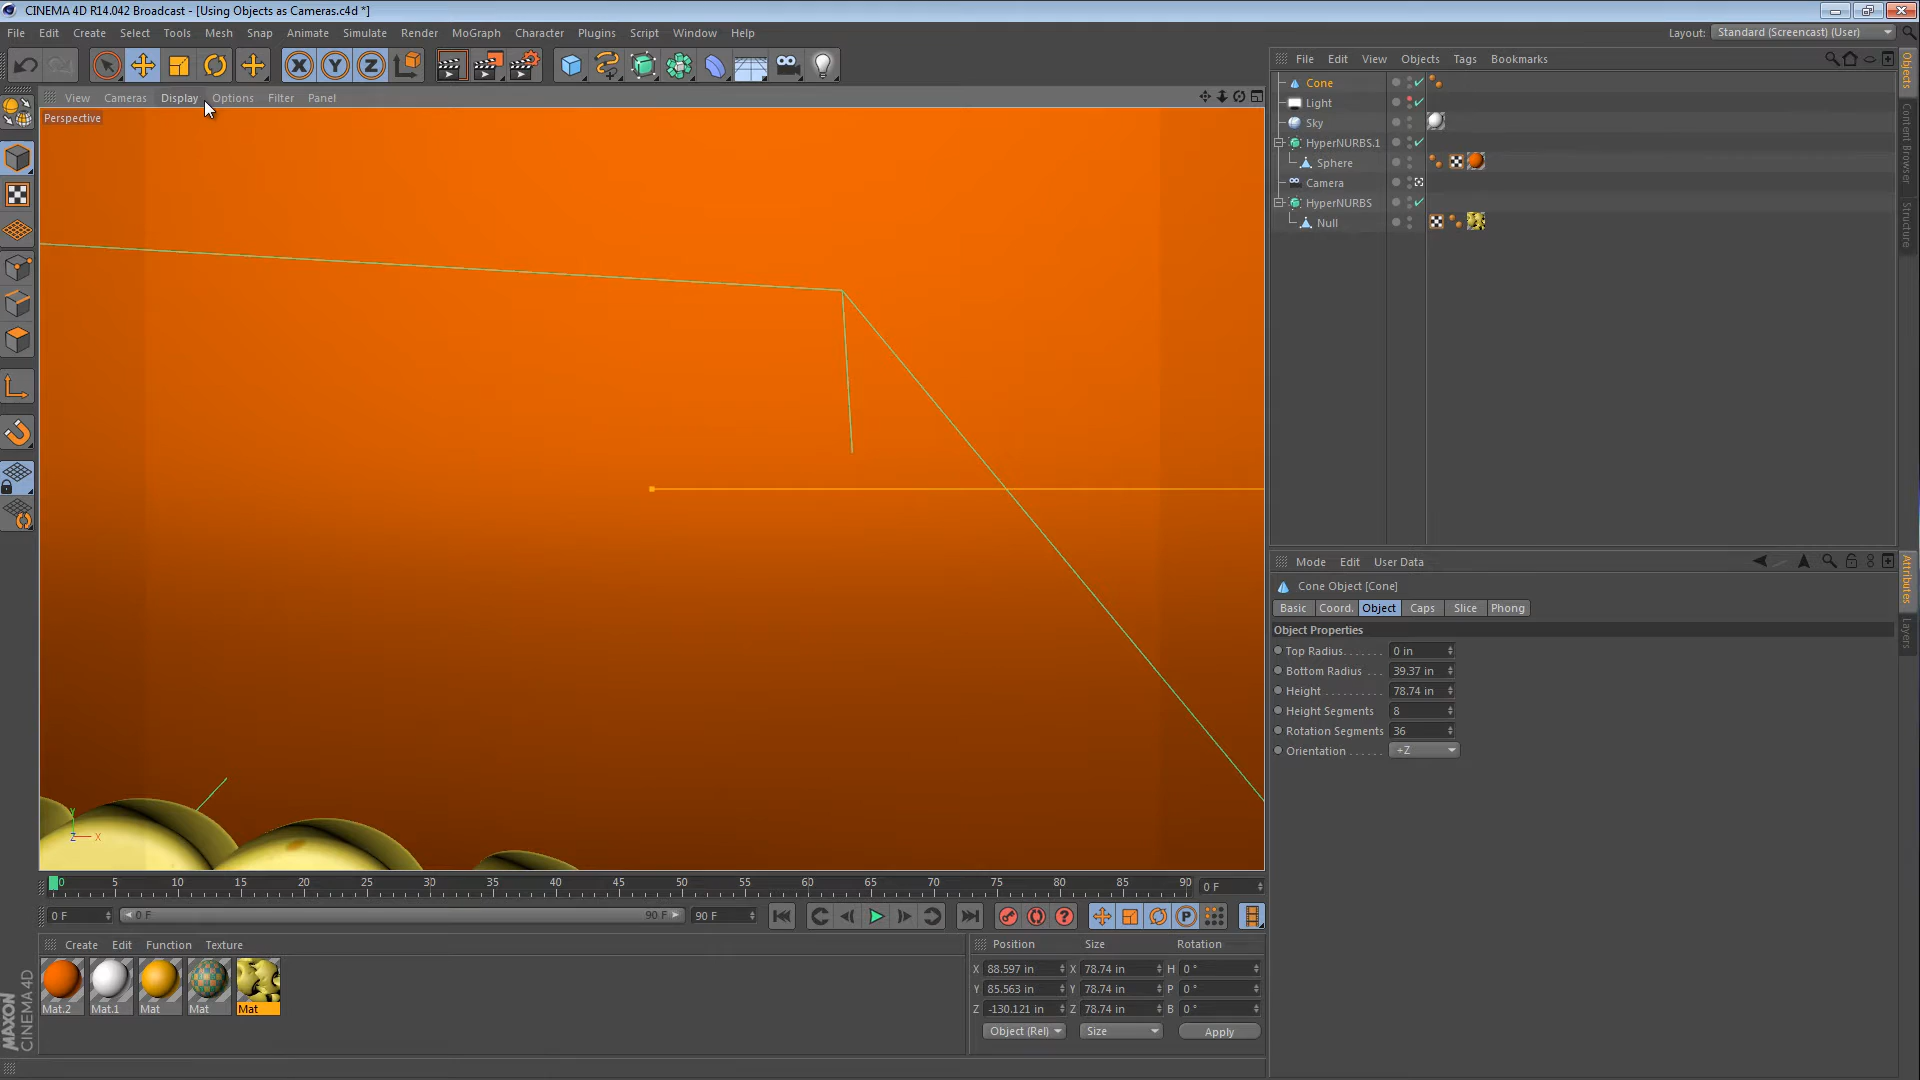 CINEMA 4D R14.042 Broadcast - [Using Objects as Cameras.c4d *]
File Edit Create Select Tools Mesh Snap Animate Simulate Render Character Plugins Script Window Help
Layout: Standard (Screencast) (User)
File Edit View Objects Tags Bookmarks
View Cameras Display Options Filter Panel
Perspective
Cone
Light
Sky
HyperNURBS.1
Sphere
Camera
HyperNURBS
Null
Objects
Content Browser
Structure
Mode Edit User Data
Cone Object [Cone]
Basic Coord. Object Caps Slice Phong
Object Properties
Top Radius. . . . . . . 0 in
Bottom Radius . . . 39.37 in
Height . . . . . . . . . . 78.74 in
Height Segments 8
Rotation Segments 36
Orientation . . . . . . +Z
Attributes
Layers
Y
Z X
0 5 10 15 20 25 30 35 40 45 50 55 60 65 70 75 80 85 90
0 F
0 F 0 F 90 F 90 F
P
Create Edit Function Texture
Mat.2 Mat.1 Mat Mat Mat
Position Size Rotation
X 88.597 in X 78.74 in H 0 °
Y 85.563 in Y 78.74 in P 0 °
Z -130.121 in Z 78.74 in B 0 °
Object (Rel) Size Apply
MAXON
CINEMA 4D